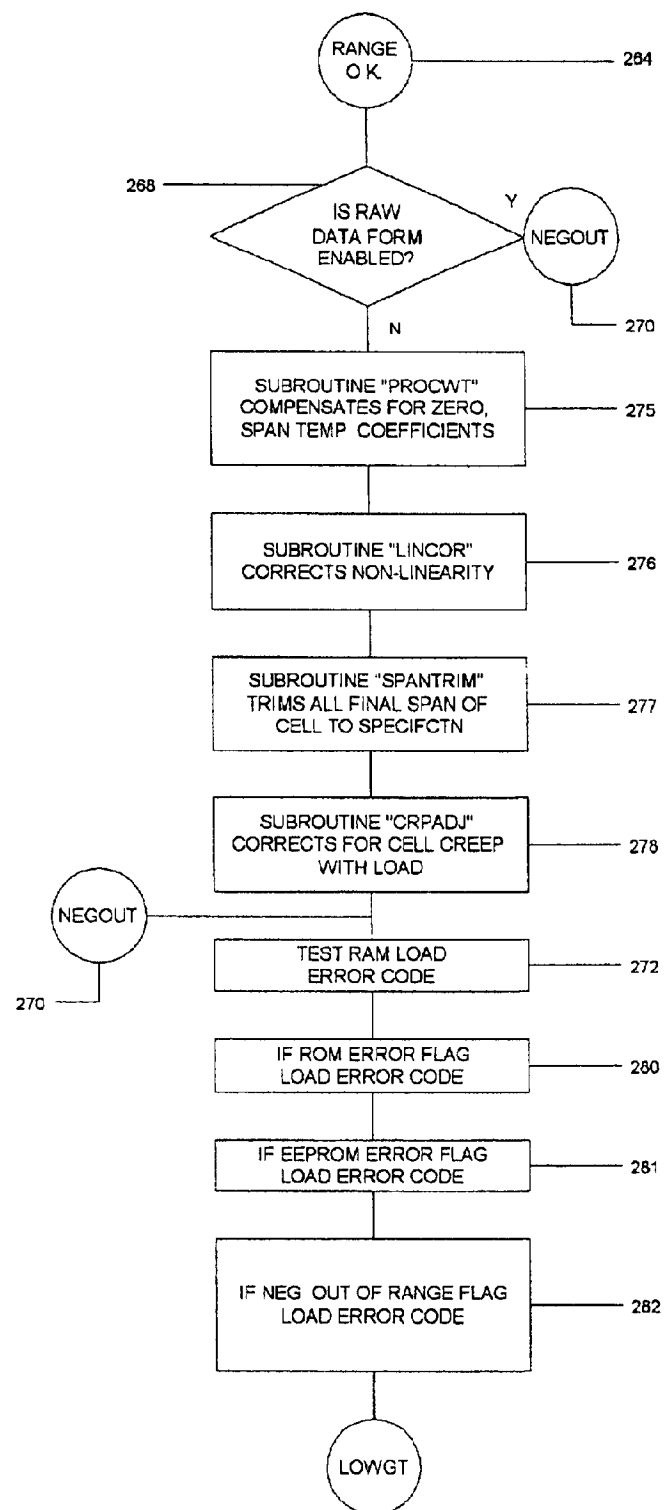 RANGE
O K.
264
268
IS RAW
DATA FORM
ENABLED?
Y
NEGOUT
270
N
SUBROUTINE "PROCWT"
COMPENSATES FOR ZERO,
SPAN TEMP COEFFICIENTS
275
SUBROUTINE "LINCOR"
CORRECTS NON-LINEARITY
276
SUBROUTINE "SPANTRIM"
TRIMS ALL FINAL SPAN OF
CELL TO SPECIFCTN
277
SUBROUTINE "CRPADJ"
CORRECTS FOR CELL CREEP
WITH LOAD
278
NEGOUT
270
TEST RAM LOAD
ERROR CODE
272
IF ROM ERROR FLAG
LOAD ERROR CODE
280
IF EEPROM ERROR FLAG
LOAD ERROR CODE
281
IF NEG OUT OF RANGE FLAG
LOAD ERROR CODE
282
LOWGT